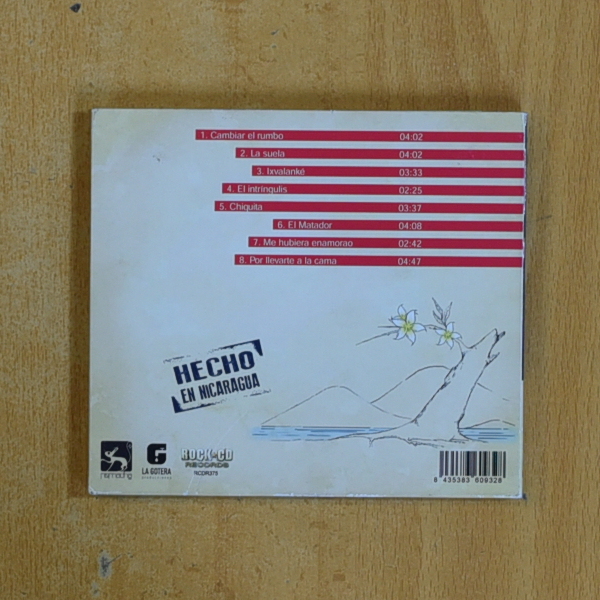 1. Cambiar el rumbo 04:02
2. La suela 04:02
3. Ixvalanké 03:33
4. El intríngulis 02:25
5. Chiquita 03:37
6. El Matador 04:08
7. Me hubiera enamorao 02:42
8. Por llevarte a la cama 04:47
HECHO
EN NICARAGUA
LA GOTERA
ROCK CD
RECORDS
8 435383 609328